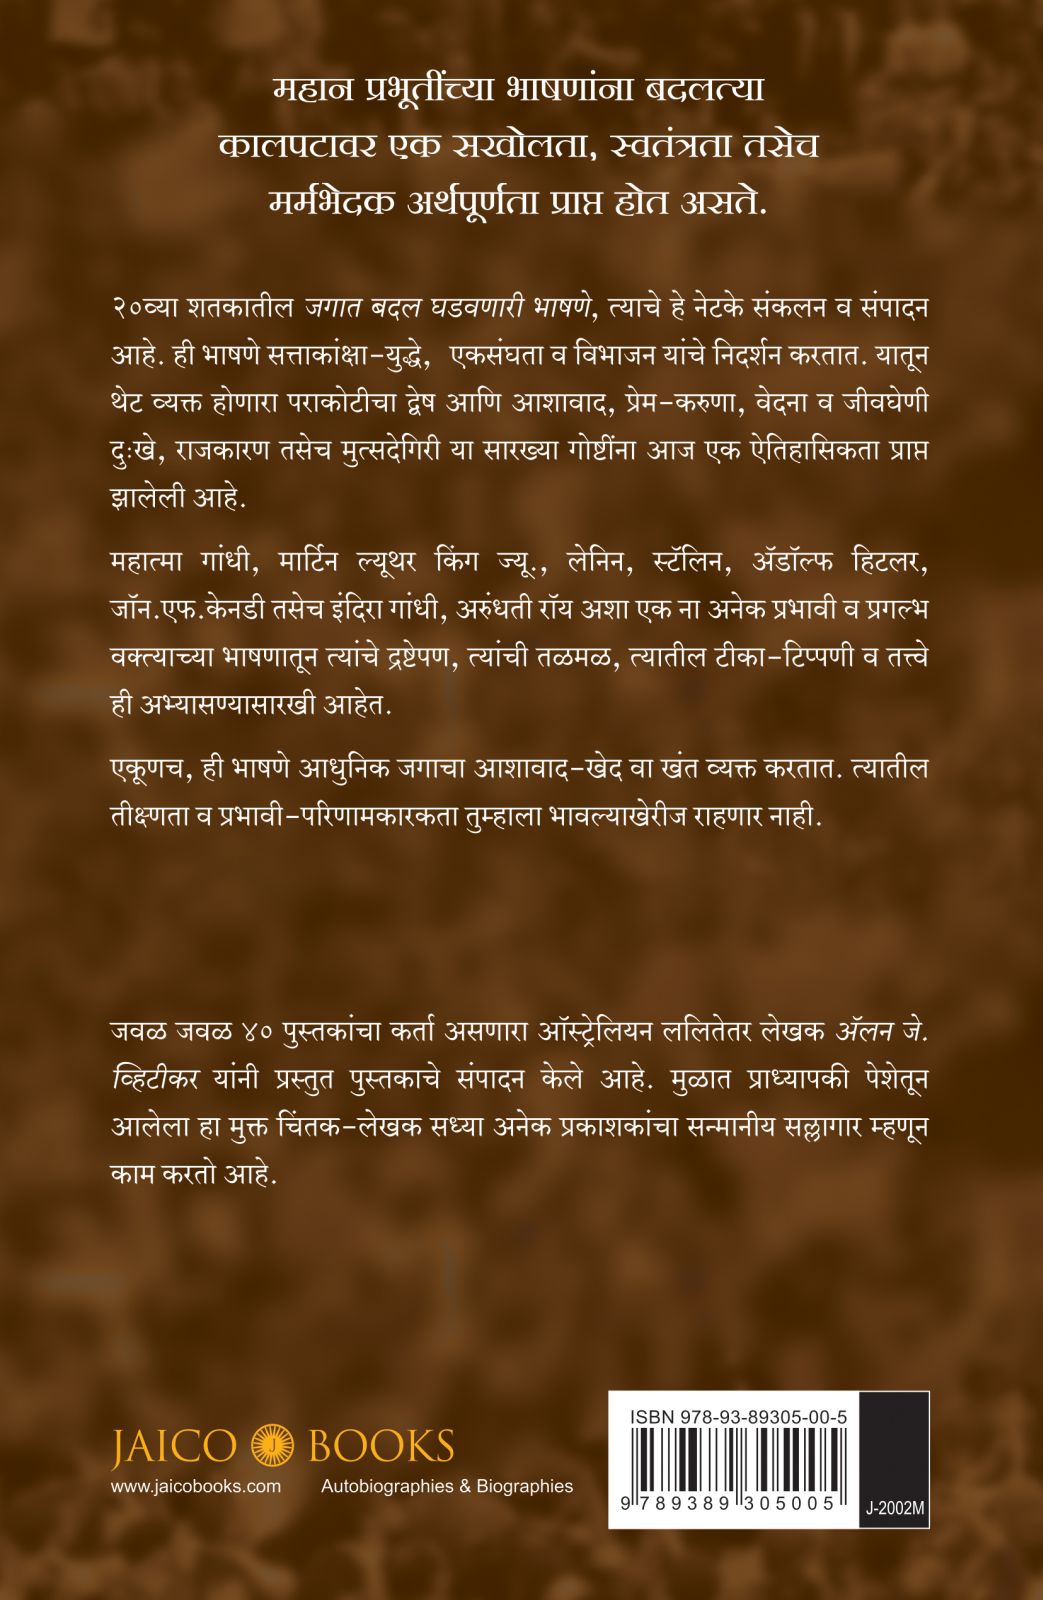 महान प्रभूतींच्या भाषणांना बदलत्या
कालपटावर एक सखोलता, स्वतंत्रता तसेच
मर्मभेदक अर्थपूर्णता प्राप्त होत असते.
२०व्या शतकातील जगात बदल घडवणारी भाषणे, त्याचे हे नेटके संकलन व संपादन
आहे. ही भाषणे सत्ताकांक्षा-युद्धे, एकसंघता व विभाजन यांचे निदर्शन करतात. यातून
थेट व्यक्त होणारा पराकोटीचा द्वेष आणि आशावाद, प्रेम-करुणा, वेदना व जीवघेणी
दुःखे, राजकारण तसेच मुत्सदेगिरी या सारख्या गोष्टींना आज एक ऐतिहासिकता प्राप्त
झालेली आहे.
महात्मा गांधी, मार्टिन ल्यूथर किंग ज्यू., लेनिन, स्टॅलिन, ॲडॉल्फ हिटलर,
जॉन.एफ.केनडी तसेच इंदिरा गांधी, अरुंधती रॉय अशा एक ना अनेक प्रभावी व प्रगल्भ
वक्त्याच्या भाषणातून त्यांचे द्रष्टेपण, त्यांची तळमळ, त्यातील टीका-टिप्पणी व तत्त्वे
ही अभ्यासण्यासारखी आहेत.
एकूणच, ही भाषणे आधुनिक जगाचा आशावाद-खेद वा खंत व्यक्त करतात. त्यातील
तीक्ष्णता व प्रभावी-परिणामकारकता तुम्हाला भावल्याखेरीज राहणार नाही.
जवळ जवळ ४० पुस्तकांचा कर्ता असणारा ऑस्ट्रेलियन ललितेतर लेखक ॲलन जे.
व्हिटीकर यांनी प्रस्तुत पुस्तकाचे संपादन केले आहे. मुळात प्राध्यापकी पेशेतून
आलेला हा मुक्त चिंतक-लेखक सध्या अनेक प्रकाशकांचा सन्मानीय सल्लागार म्हणून
काम करतो आहे.
JAICO J BOOKS
www.jaicobooks.com Autobiographies & Biographies
ISBN 978-93-89305-00-5
9 789389 305005
J-2002M